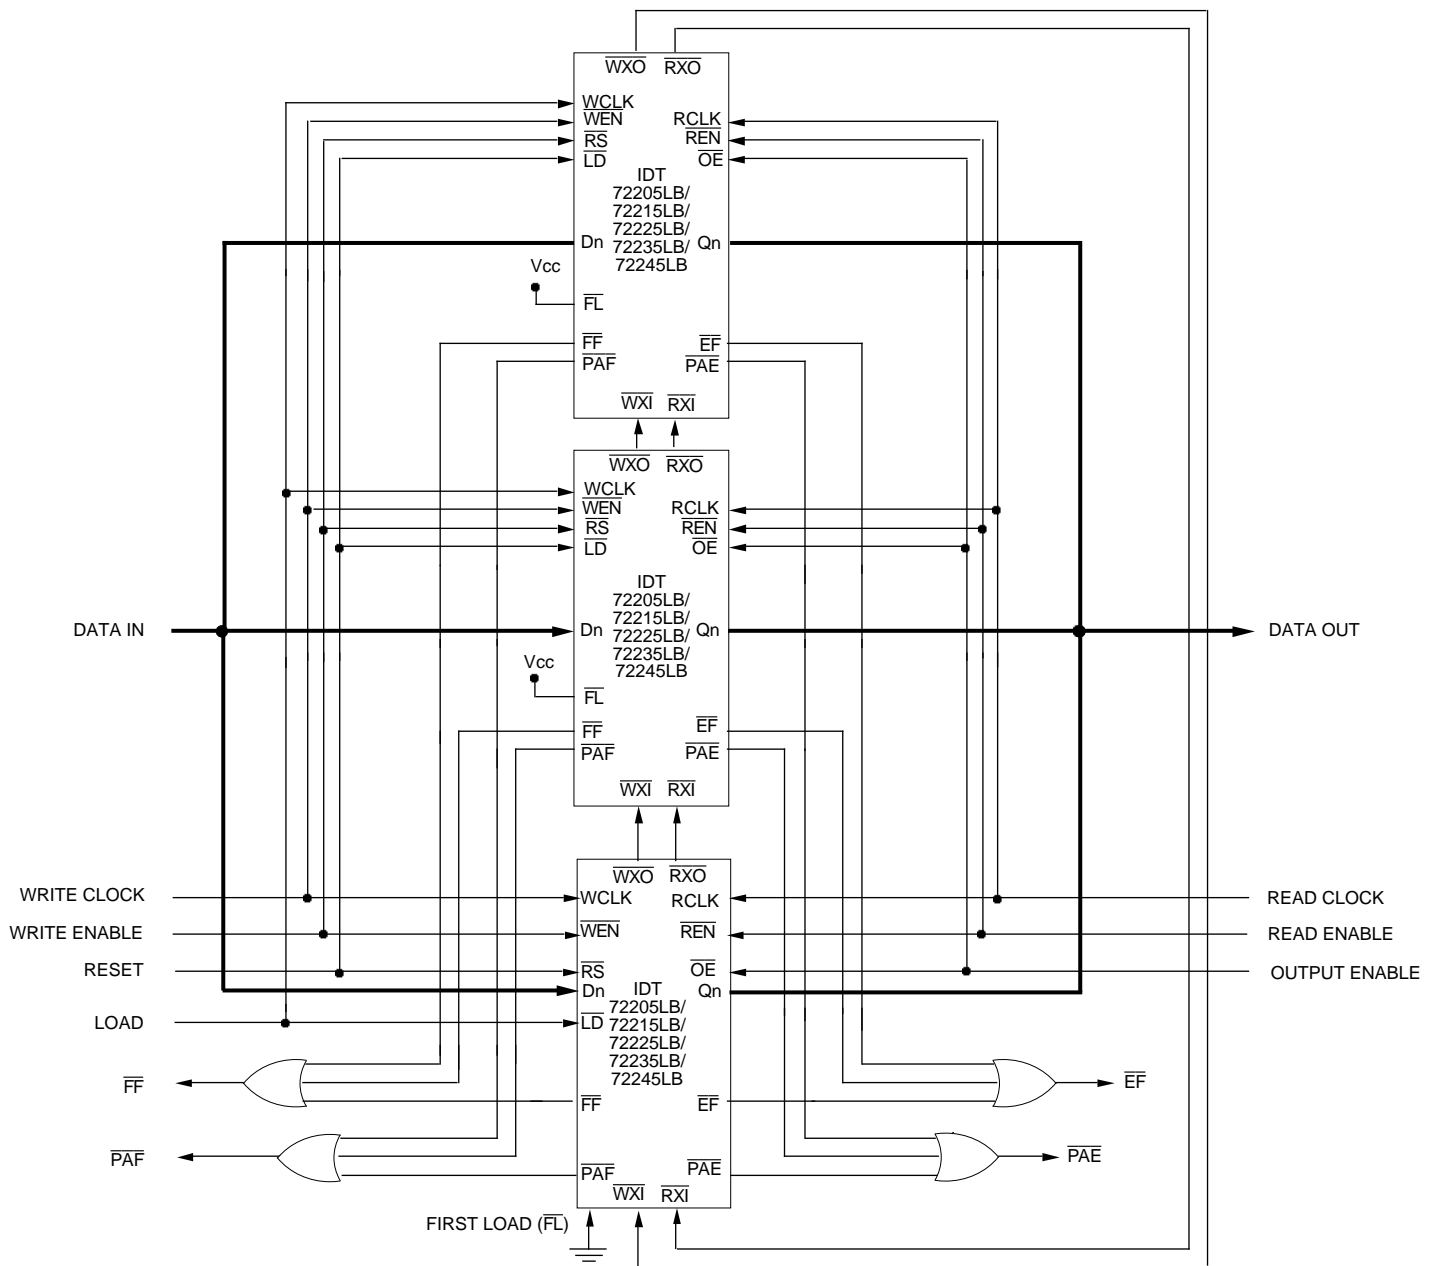 WXO RXO
WCLK
WEN RCLK
RS REN
LD OE
IDT
72205LB/
72215LB/
72225LB/
Dn 72235LB/ Qn
72245LB
Vcc
FL
FF EF
PAF PAE
WXI RXI
WXO RXO
WCLK
WEN RCLK
RS REN
LD OE
IDT
72205LB/
72215LB/
DATA IN Dn 72225LB/ Qn DATA OUT
72235LB/
72245LB
Vcc
FL
FF EF
PAF PAE
WXI RXI
WXO RXO
WRITE CLOCK WCLK RCLK READ CLOCK
WRITE ENABLE WEN REN READ ENABLE
RESET RS OE OUTPUT ENABLE
Dn IDT Qn
72205LB/
LOAD LD 72215LB/
72225LB/
72235LB/
72245LB
FF EF
FF EF
PAF PAE
PAF PAE
WXI RXI
FIRST LOAD (FL)